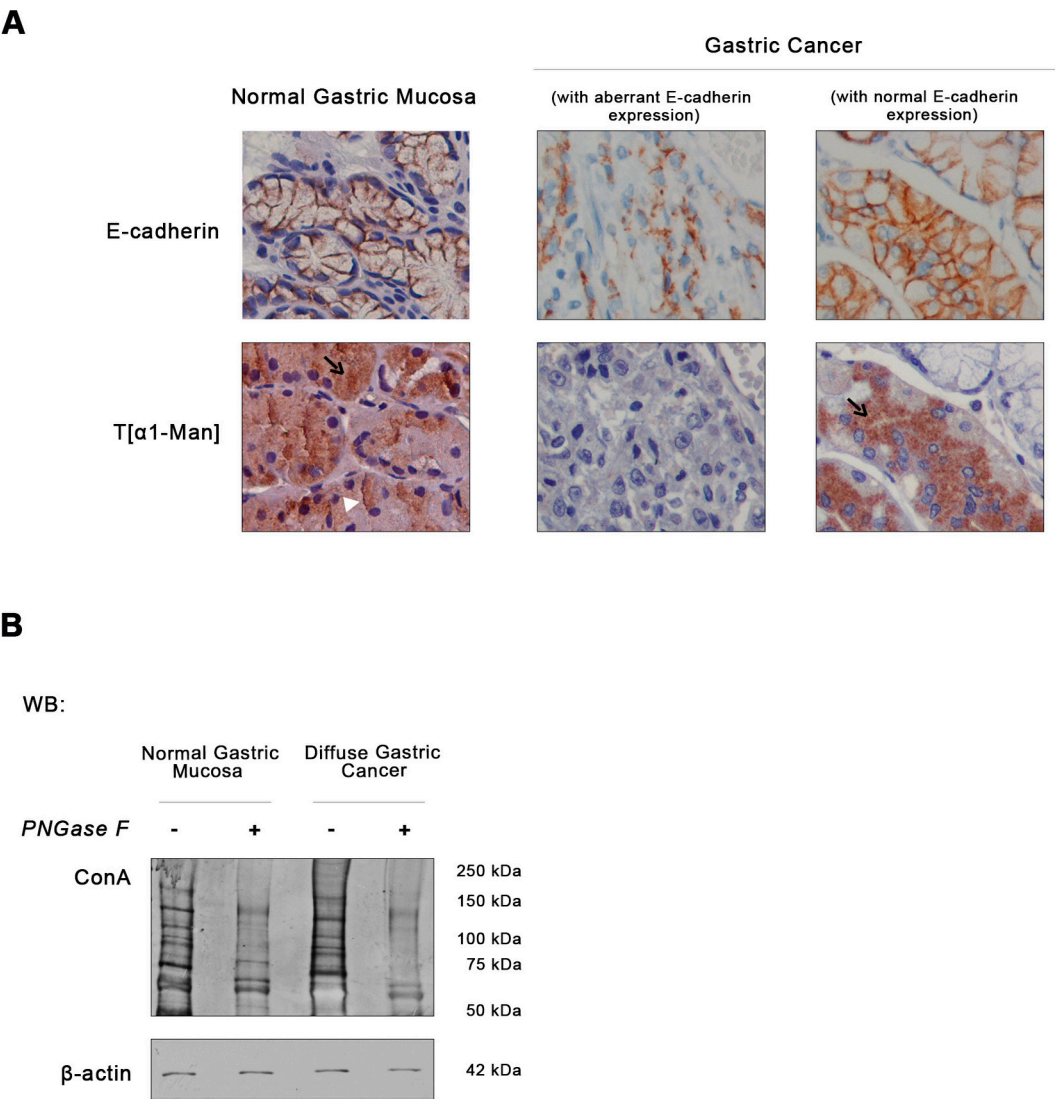 A
Gastric Cancer
Normal Gastric Mucosa
(with aberrant E-cadherin
expression)
(with normal E-cadherin
expression)
E-cadherin
T[α1-Man]
B
WB:
Normal Gastric
Mucosa
Diffuse Gastric
Cancer
PNGase F - + - +
ConA
250 kDa
150 kDa
100 kDa
75 kDa
50 kDa
β-actin
42 kDa